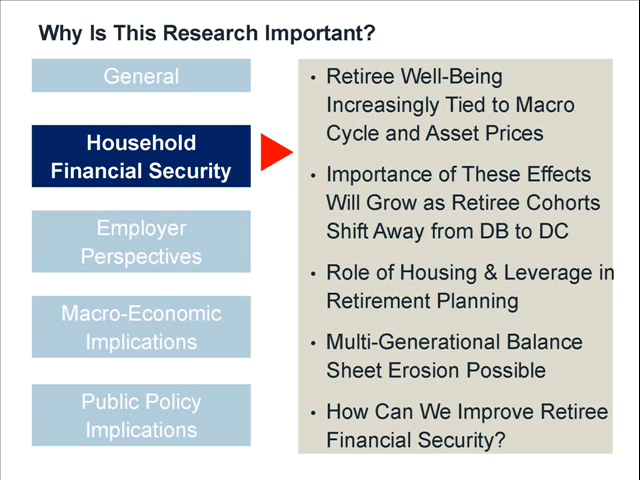 Why Is This Research Important?
General
Household
Financial Security
Employer
Perspectives
Macro-Economic
Implications
Public Policy
Implications
• Retiree Well-Being
Increasingly Tied to Macro
Cycle and Asset Prices
• Importance of These Effects
Will Grow as Retiree Cohorts
Shift Away from DB to DC
• Role of Housing & Leverage in
Retirement Planning
• Multi-Generational Balance
Sheet Erosion Possible
• How Can We Improve Retiree
Financial Security?